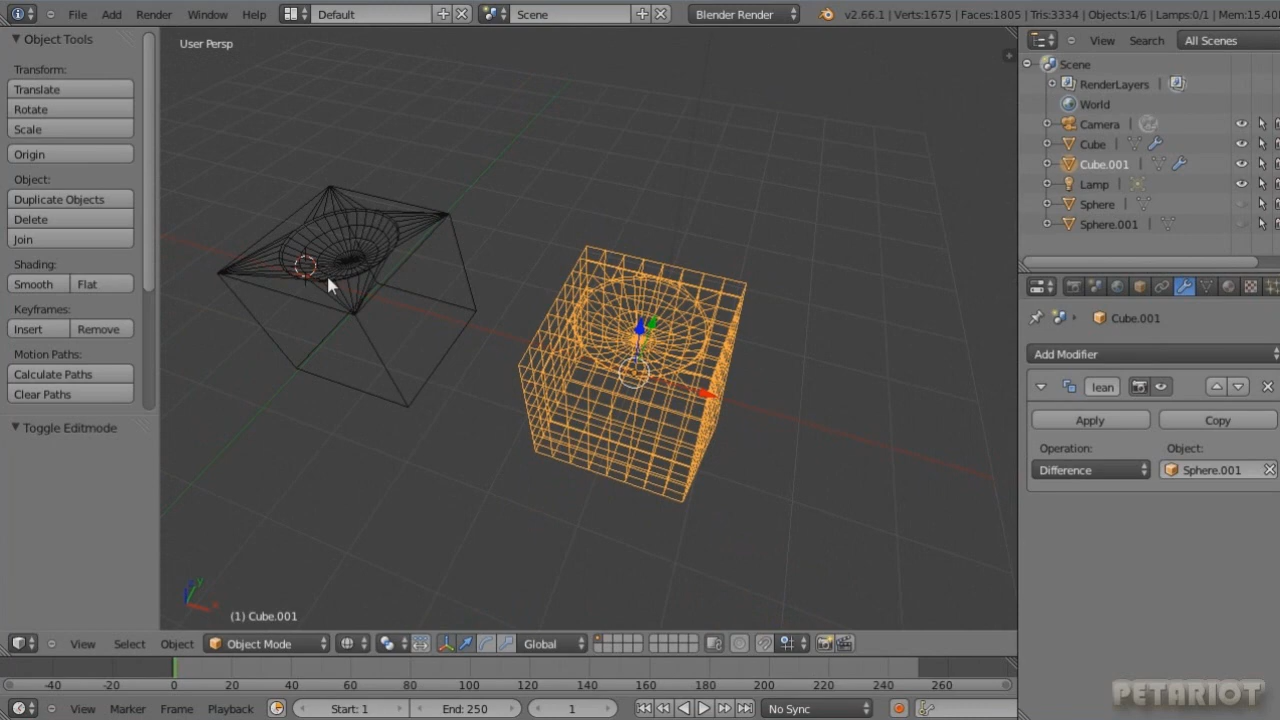 File Add Render Window Help Default Scene Blender Render v2.66.1 | Verts:1675 | Faces:1805 | Tris:3334 | Objects:1/6 | Lamps:0/1 | Mem:15.40
Object Tools
Transform:
Translate
Rotate
Scale
Origin
Object:
Duplicate Objects
Delete
Join
Shading:
Smooth Flat
Keyframes:
Insert Remove
Motion Paths:
Calculate Paths
Clear Paths
Toggle Editmode
User Persp
(1) Cube.001
View Search All Scenes
Scene
RenderLayers
World
Camera
Cube
Cube.001
Lamp
Sphere
Sphere.001
Cube.001
Add Modifier
lean
Apply Copy
Operation: Object:
Difference Sphere.001
View Select Object Object Mode Global
-40 -20 0 20 40 60 80 100 120 140 160 180 200 220 240 260
View Marker Frame Playback Start: 1 End: 250 1 No Sync
PETARIOT